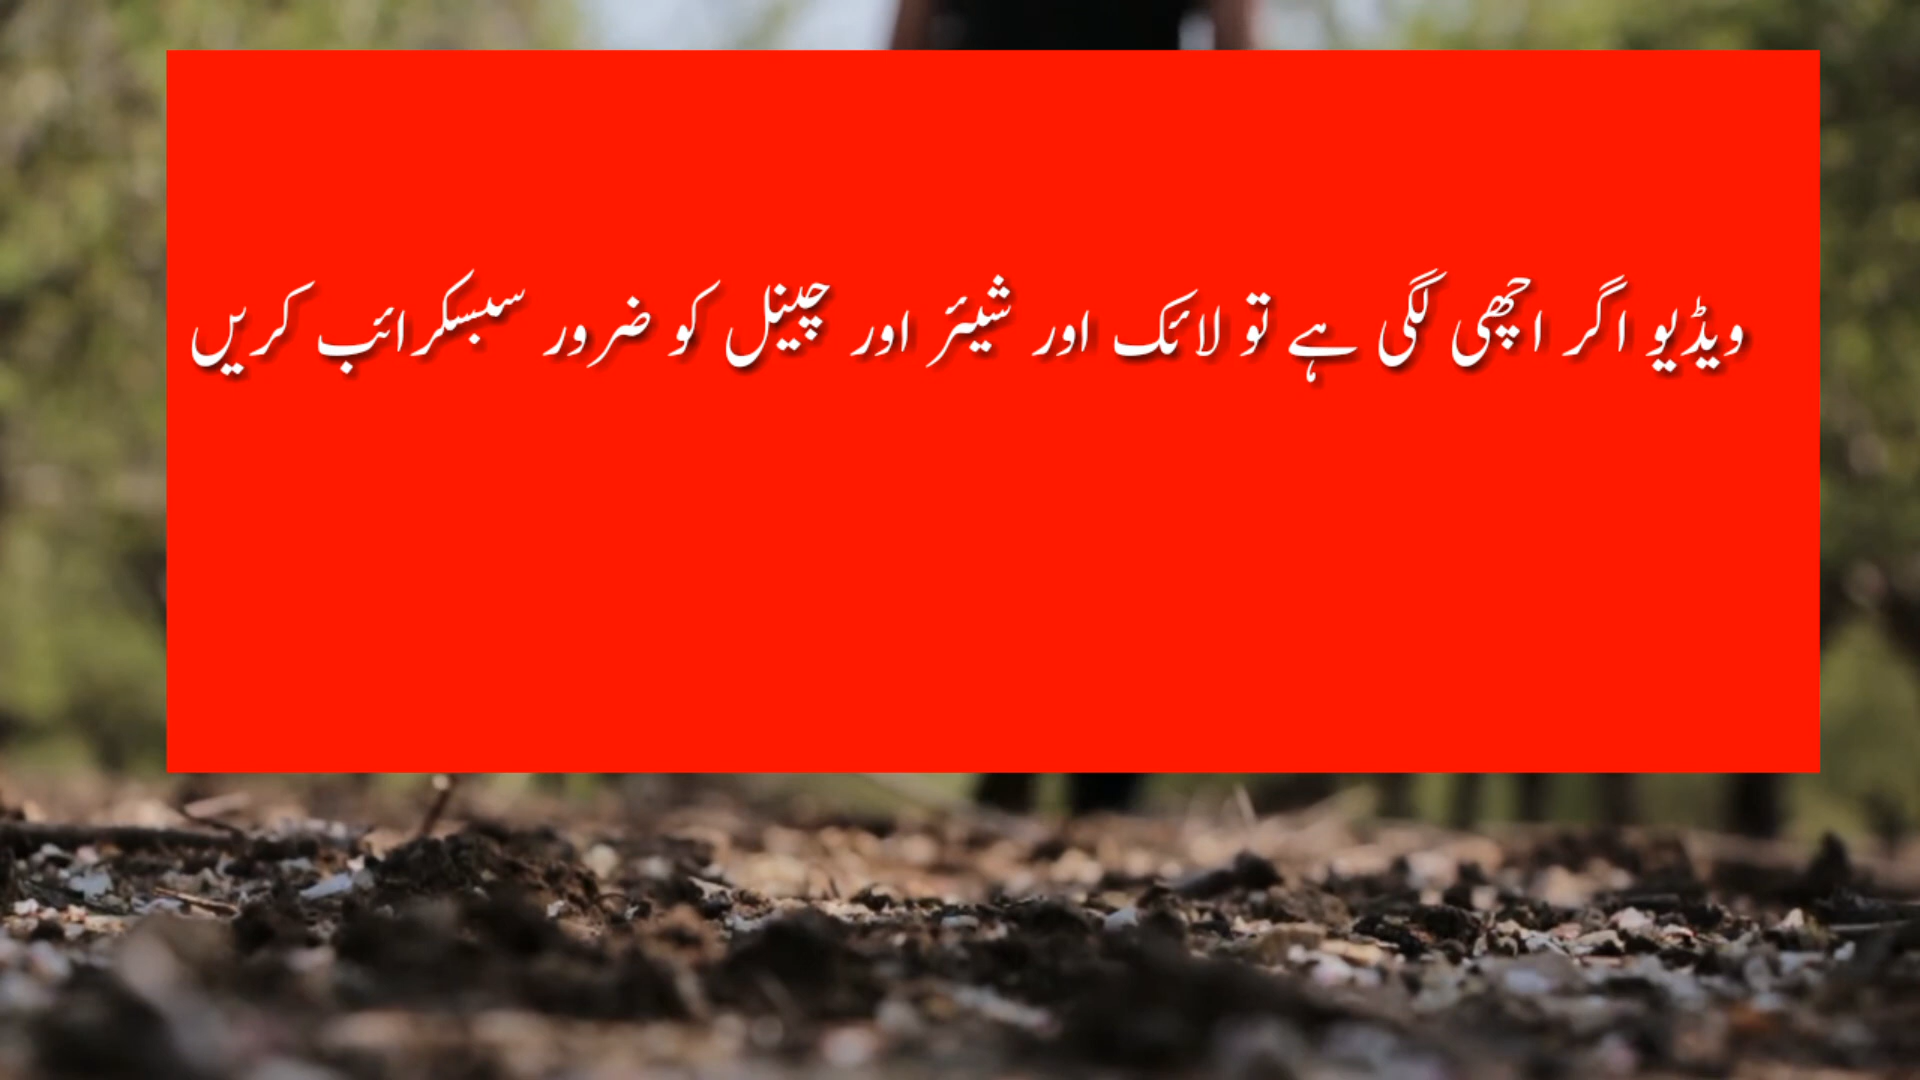 ویڈیو اگر اچھی لگی ہے تو لائک اور شیئر اور چینل کو ضرور سبسکرائب کریں